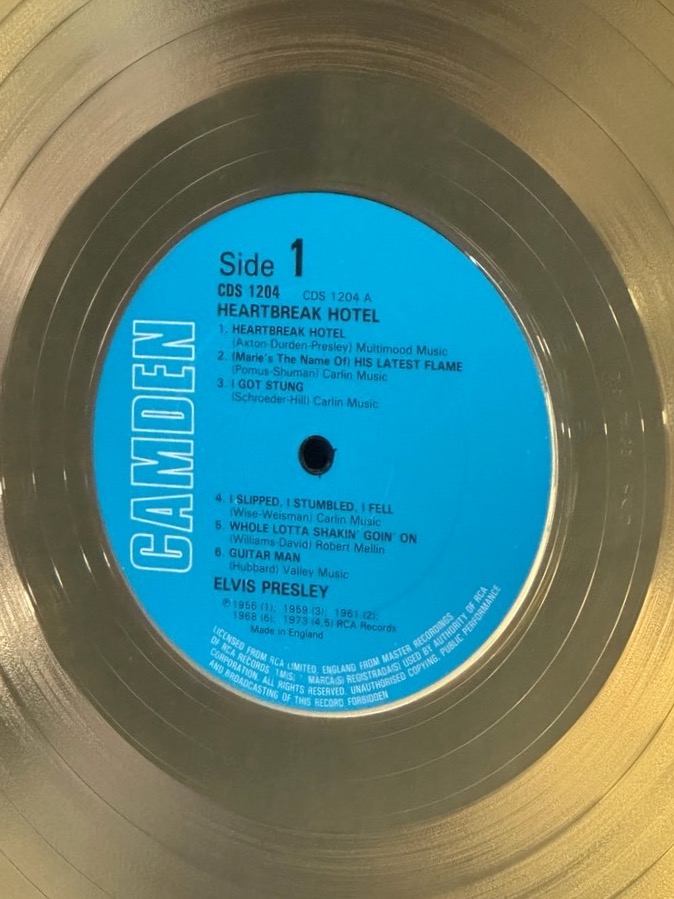 CAMDEN
Side 1
CDS 1204 CDS 1204 A
HEARTBREAK HOTEL
1. HEARTBREAK HOTEL
(Axton-Durden-Presley) Multimood Music
2. (Marie's The Name Of) HIS LATEST FLAME
(Pomus-Shuman) Carlin Music
3. I GOT STUNG
(Schroeder-Hill) Carlin Music
4. I SLIPPED, I STUMBLED, I FELL
(Wise-Weisman) Carlin Music
5. WHOLE LOTTA SHAKIN' GOIN' ON
(Williams-David) Robert Mellin
6. GUITAR MAN
(Hubbard) Valley Music
ELVIS PRESLEY
℗ 1956 (1); 1959 (3); 1961 (2);
1968 (6); 1973 (4,5) RCA Records
Made in England
LICENSED FROM RCA LIMITED, ENGLAND FROM MASTER RECORDINGS
OF RCA RECORDS TM(S) ' MARCA(S) REGISTRADA(S) USED BY AUTHORITY OF RCA
CORPORATION. ALL RIGHTS RESERVED. UNAUTHORISED COPYING, PUBLIC PERFORMANCE
AND BROADCASTING OF THIS RECORD FORBIDDEN